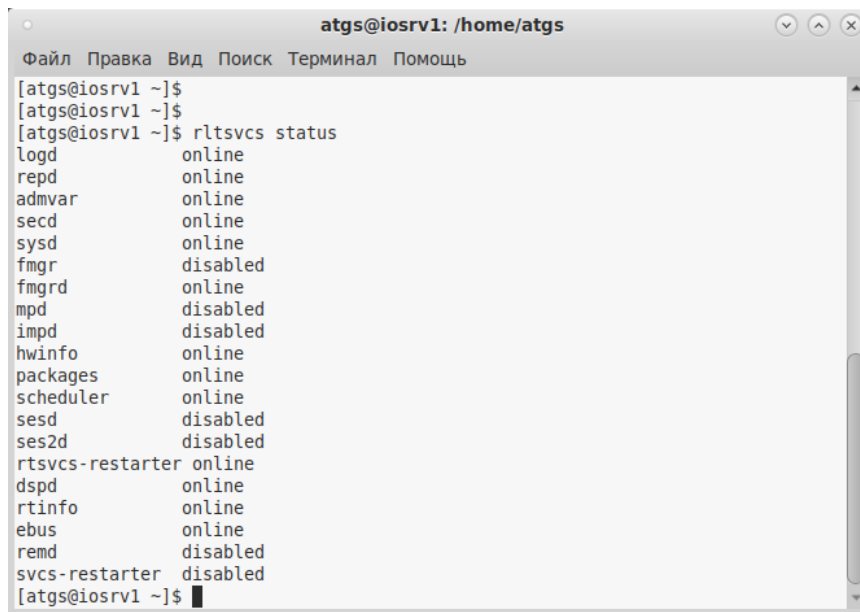 atgs@iosrv1: /home/atgs
Файл Правка Вид Поиск Терминал Помощь
[atgs@iosrv1 ~]$
[atgs@iosrv1 ~]$
[atgs@iosrv1 ~]$ rltsvcs status
logd online
repd online
admvar online
secd online
sysd online
fmgr disabled
fmgrd online
mpd disabled
impd disabled
hwinfo online
packages online
scheduler online
sesd disabled
ses2d disabled
rtsvcs-restarter online
dspd online
rtinfo online
ebus online
remd disabled
svcs-restarter disabled
[atgs@iosrv1 ~]$